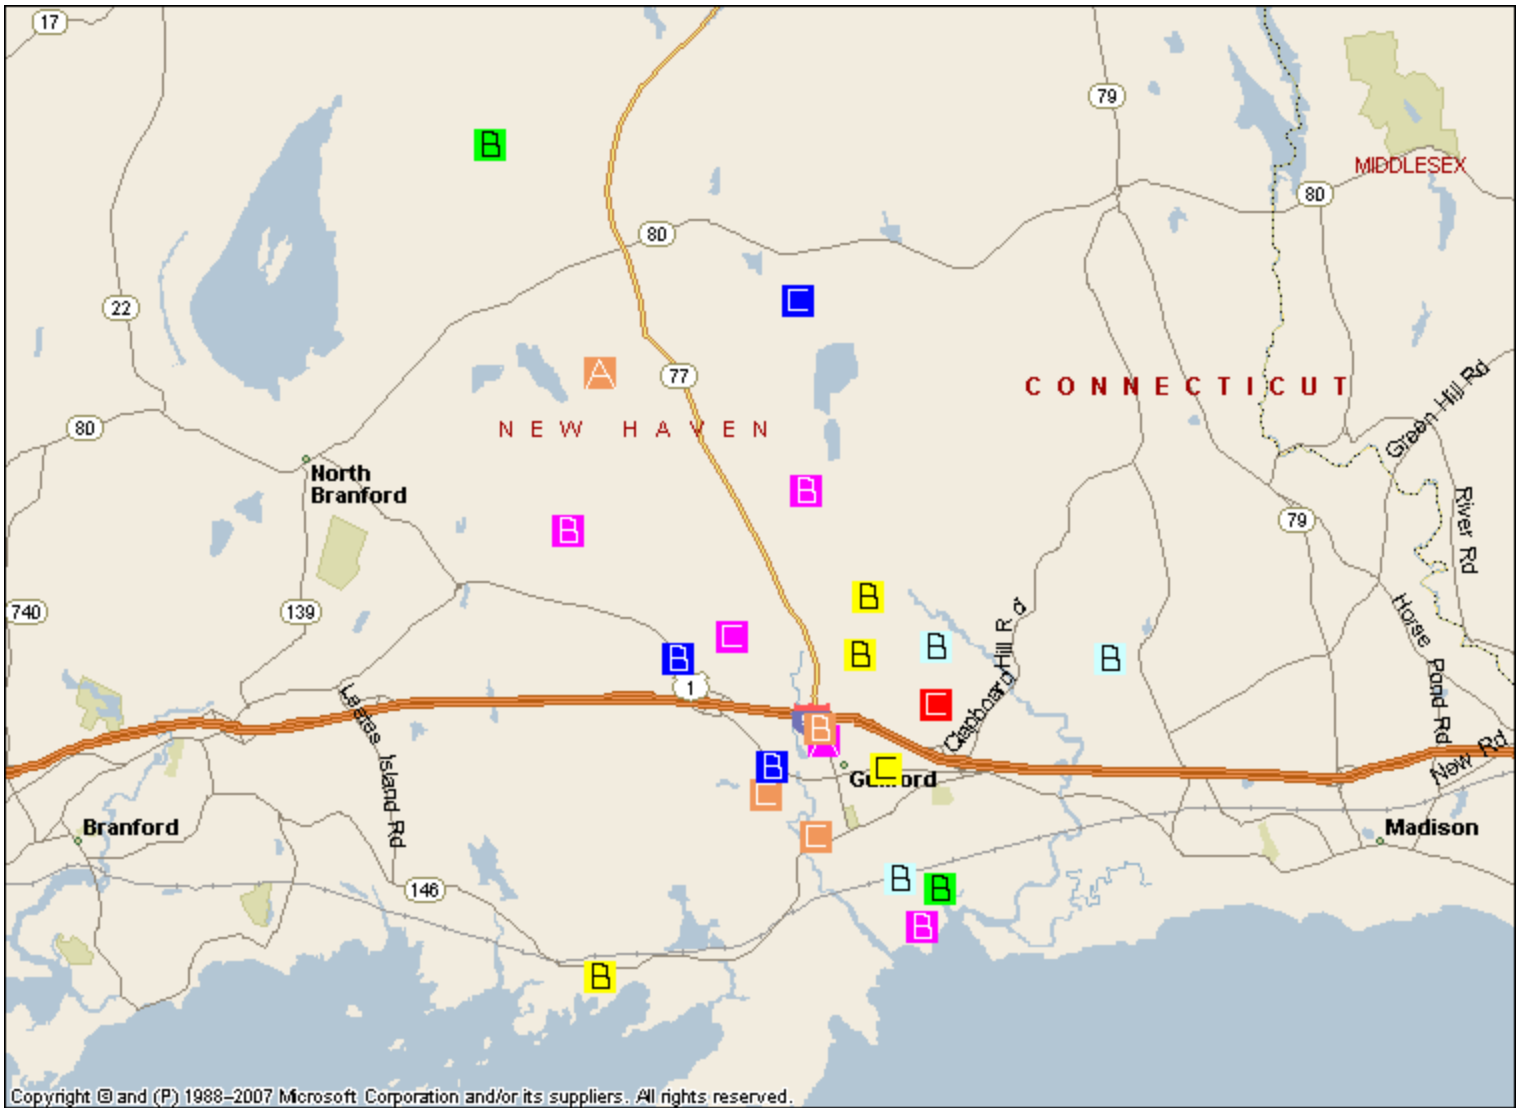 17
79
B
MIDDLESEX
80
80
C
22
A
77
CONNECTICUT
Green Hill Rd
80
NEW HAVEN
North
Branford
B
B
River Rd
79
740
139
B
Horse Pond Rd
C
B
B
B
B
1
Clapboard Hill Rd
C
Leetes Island Rd
B
New Rd
B
C
Guilford
C
Branford
C
Madison
146
B
B
B
B
Copyright © and (P) 1988–2007 Microsoft Corporation and/or its suppliers. All rights reserved.